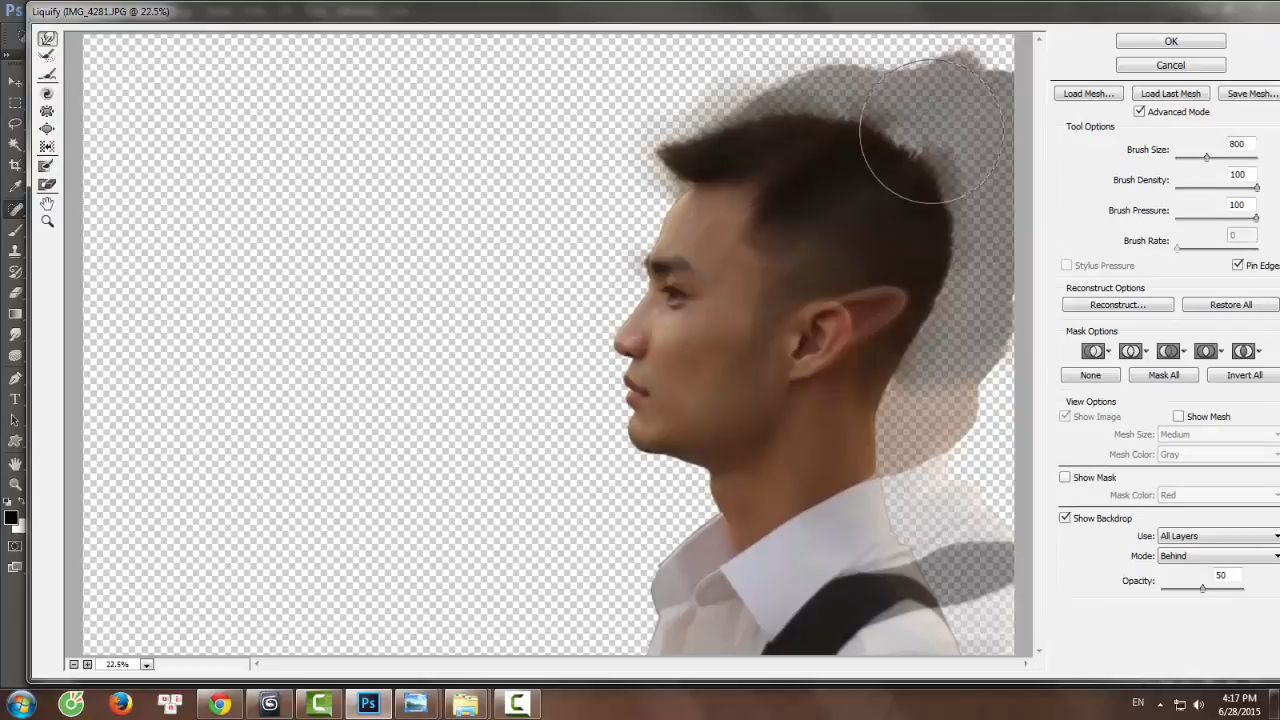 Ps
Liquify (IMG_4281.JPG @ 22.5%)
OK
Cancel
Load Mesh...
Load Last Mesh
Save Mesh...
Advanced Mode
Tool Options
Brush Size:
800
Brush Density:
100
Brush Pressure:
100
Brush Rate:
0
Stylus Pressure
Pin Edge
Reconstruct Options
Reconstruct...
Restore All
Mask Options
None
Mask All
Invert All
View Options
Show Image
Show Mesh
Mesh Size:
Medium
Mesh Color:
Gray
Show Mask
Mask Color:
Red
Show Backdrop
Use:
All Layers
Mode:
Behind
Opacity:
50
T
22.5%
Ps
EN
4:17 PM
6/28/2015